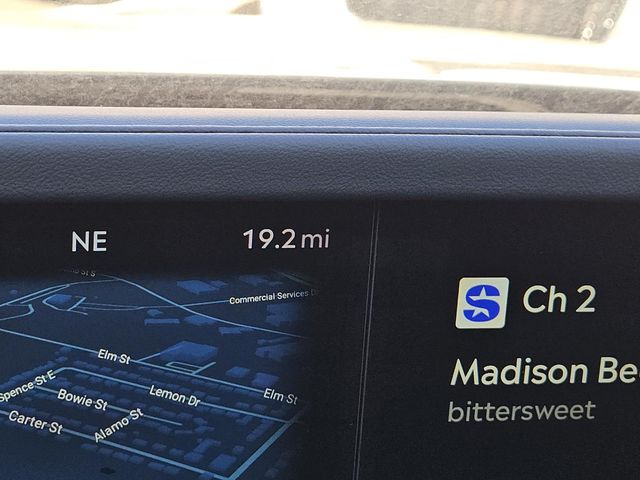 NE
19.2 mi
Commercial Services
Elm St
Spence St E
Lemon Dr
Elm St
Bowie St
Carter St
Alamo St
S
Ch 2
Madison Be
bittersweet